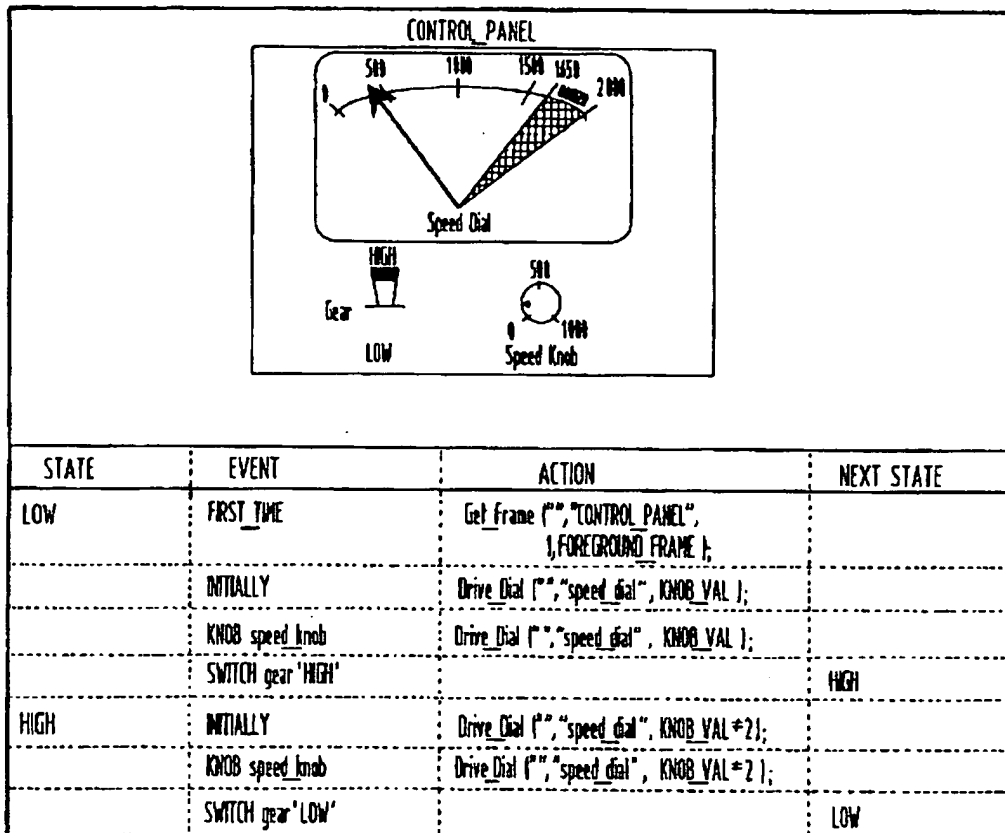 CONTROL_PANEL
0 500 1000 1500 1650 2000
DANGER
Speed Dial
HIGH
Gear
LOW
500
0 1000
Speed Knob
STATE EVENT ACTION NEXT STATE
LOW FIRST_TIME Get_Frame ("","CONTROL_PANEL",
1,FOREGROUND_FRAME );
INITIALLY Drive_Dial ("","speed_dial", KNOB_VAL );
KNOB speed_knob Drive_Dial ("","speed_dial" , KNOB_VAL );
SWITCH gear 'HIGH' HIGH
HIGH INITIALLY Drive_Dial ("","speed_dial", KNOB_VAL*2);
KNOB speed_knob Drive_Dial ("","speed_dial" , KNOB_VAL*2 );
SWITCH gear 'LOW' LOW